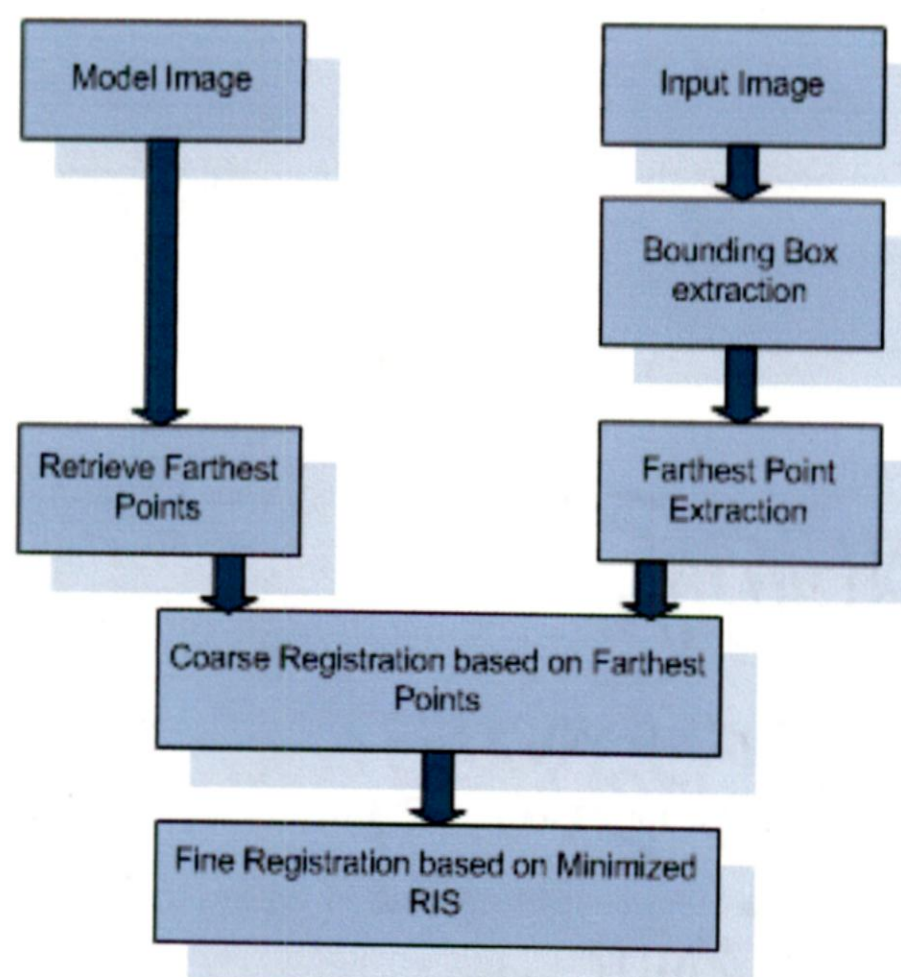 Model Image
Input Image
Bounding Box
extraction
Retrieve Farthest
Points
Farthest Point
Extraction
Coarse Registration based on Farthest
Points
Fine Registration based on Minimized
RIS